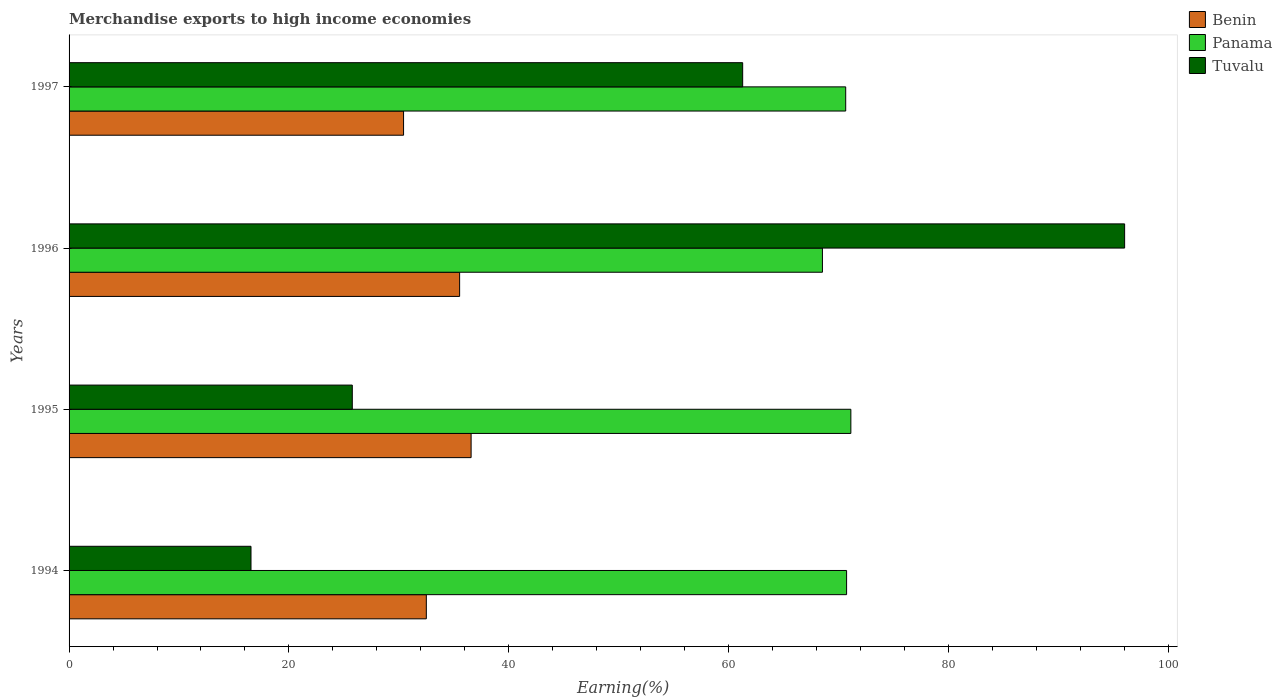 Merchandise exports to high income economies
Benin
Panama
Tuvalu
1997
1996
1995
1994
Years
0
20
40
60
80
100
Earning(%)